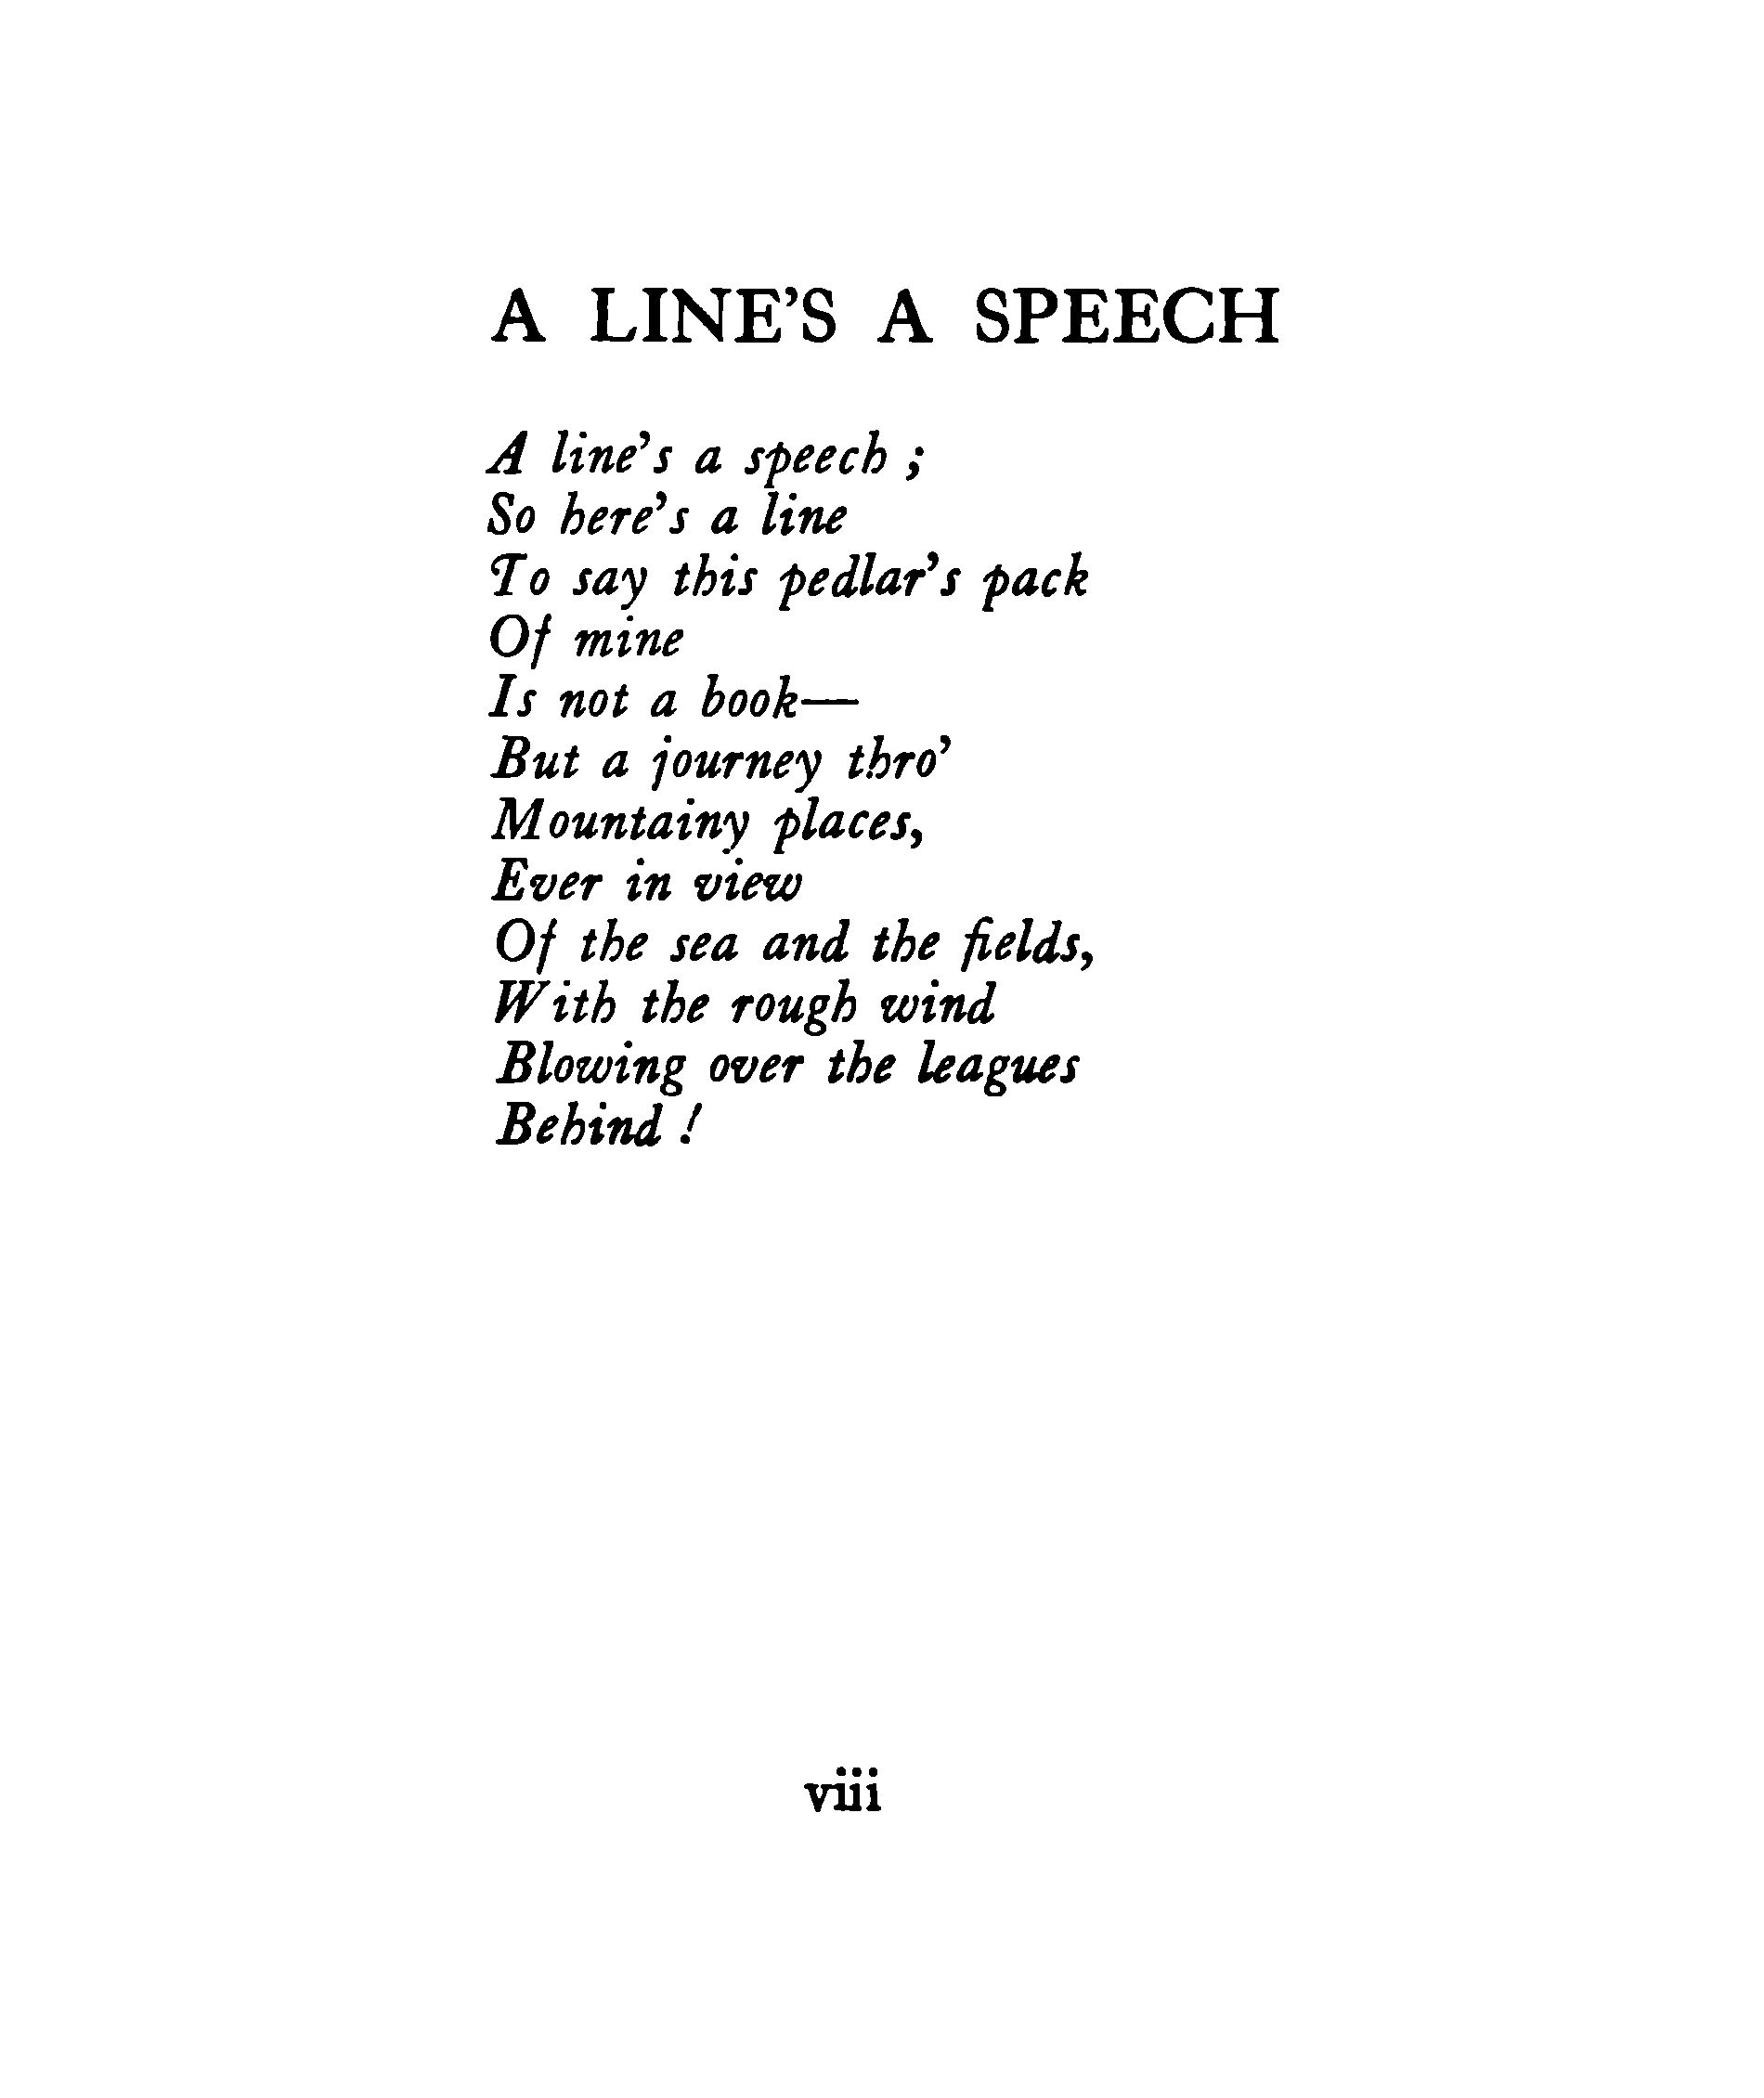 A LINE'S A SPEECH
A line's a speech ;
So here's a line
To say this pedlar's pack
Of mine
Is not a book—
But a journey thro'
Mountainy places,
Ever in view
Of the sea and the fields,
With the rough wind
Blowing over the leagues
Behind !
viii